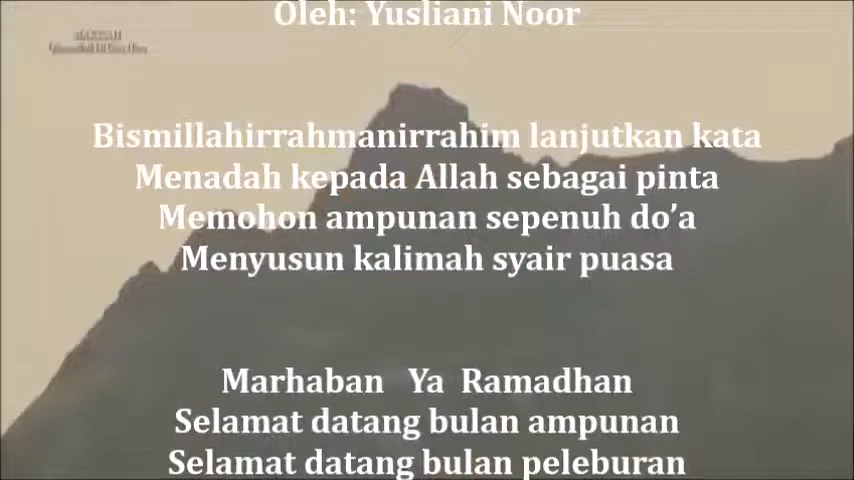 Oleh: Yusliani Noor
Bismillahirrahmanirrahim lanjutkan kata
Menadah kepada Allah sebagai pinta
Memohon ampunan sepenuh do’a
Menyusun kalimah syair puasa
Marhaban Ya Ramadhan
Selamat datang bulan ampunan
Selamat datang bulan peleburan